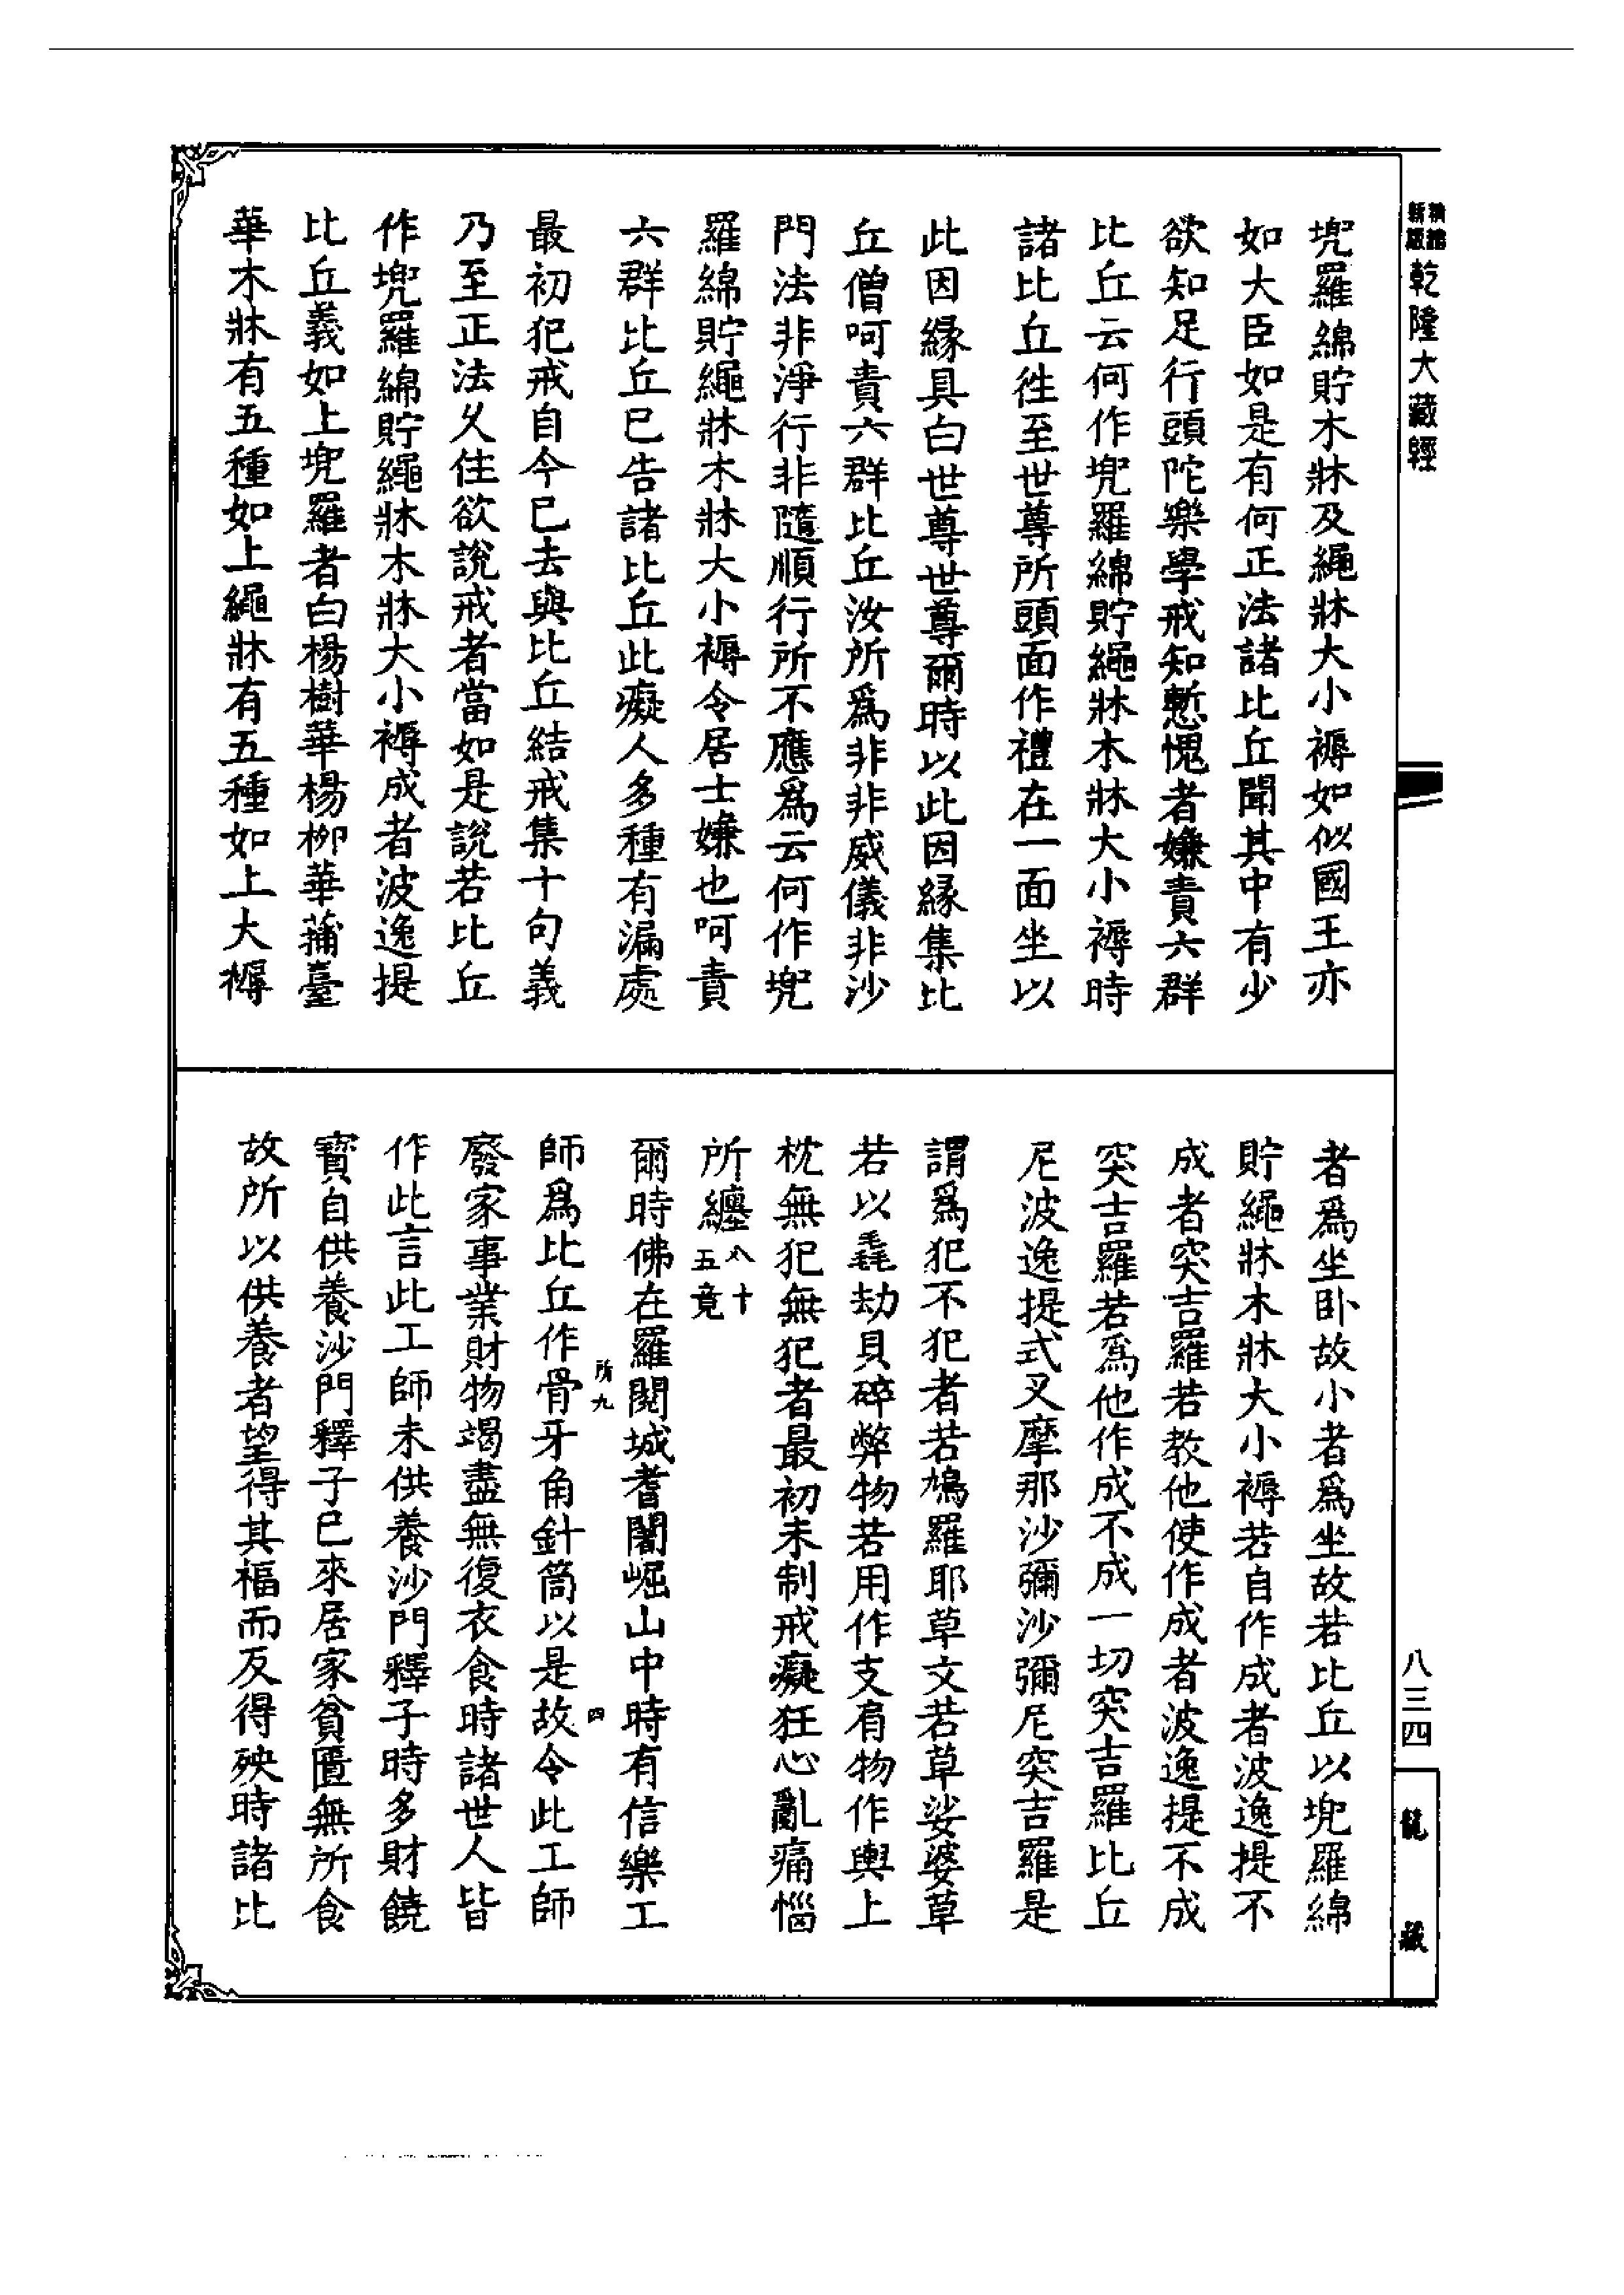 精縮新版乾隆大藏經
兜羅綿貯木牀及繩牀大小褥如似國王亦
如大臣如是有何正法諸比丘聞其中有少
欲知足行頭陀樂學戒知慙愧者嫌責六群
比丘云何作兜羅綿貯繩牀木牀大小褥時
諸比丘徃至世尊所頭面作禮在一面坐以
此因緣具白世尊世尊爾時以此因緣集比
丘僧呵責六群比丘汝所爲非非威儀非沙
門法非淨行非隨順行所不應爲云何作兜
羅綿貯繩牀木牀大小褥令居士嫌也呵責
六群比丘已告諸比丘此癡人多種有漏處
最初犯戒自今已去與比丘結戒集十句義
乃至正法久住欲說戒者當如是說若比丘
作兜羅綿貯繩牀木牀大小褥成者波逸提
比丘義如上兜羅者白楊樹華楊柳華蒲臺
華木牀有五種如上繩牀有五種如上大褥
者爲坐卧故小者爲坐故若比丘以兜羅綿
貯繩牀木牀大小褥若自作成者波逸提不
成者突吉羅若教他使作成者波逸提不成
突吉羅若爲他作成不成一切突吉羅比丘
尼波逸提式叉摩那沙彌沙彌尼突吉羅是
謂爲犯不犯者若鳩羅耶草文若草娑婆草
若以毳劫貝碎弊物若用作支肩物作輿上
枕無犯無犯者最初未制戒癡狂心亂痛惱
所纏八十五竟
爾時佛在羅閱城耆闍崛山中時有信樂工
所九
四
師爲比丘作骨牙角針筒以是故令此工師
廢家事業財物竭盡無復衣食時諸世人皆
作此言此工師未供養沙門釋子時多財饒
寶自供養沙門釋子已來居家貧匱無所食
故所以供養者望得其福而反得殃時諸比
八三四
龍藏